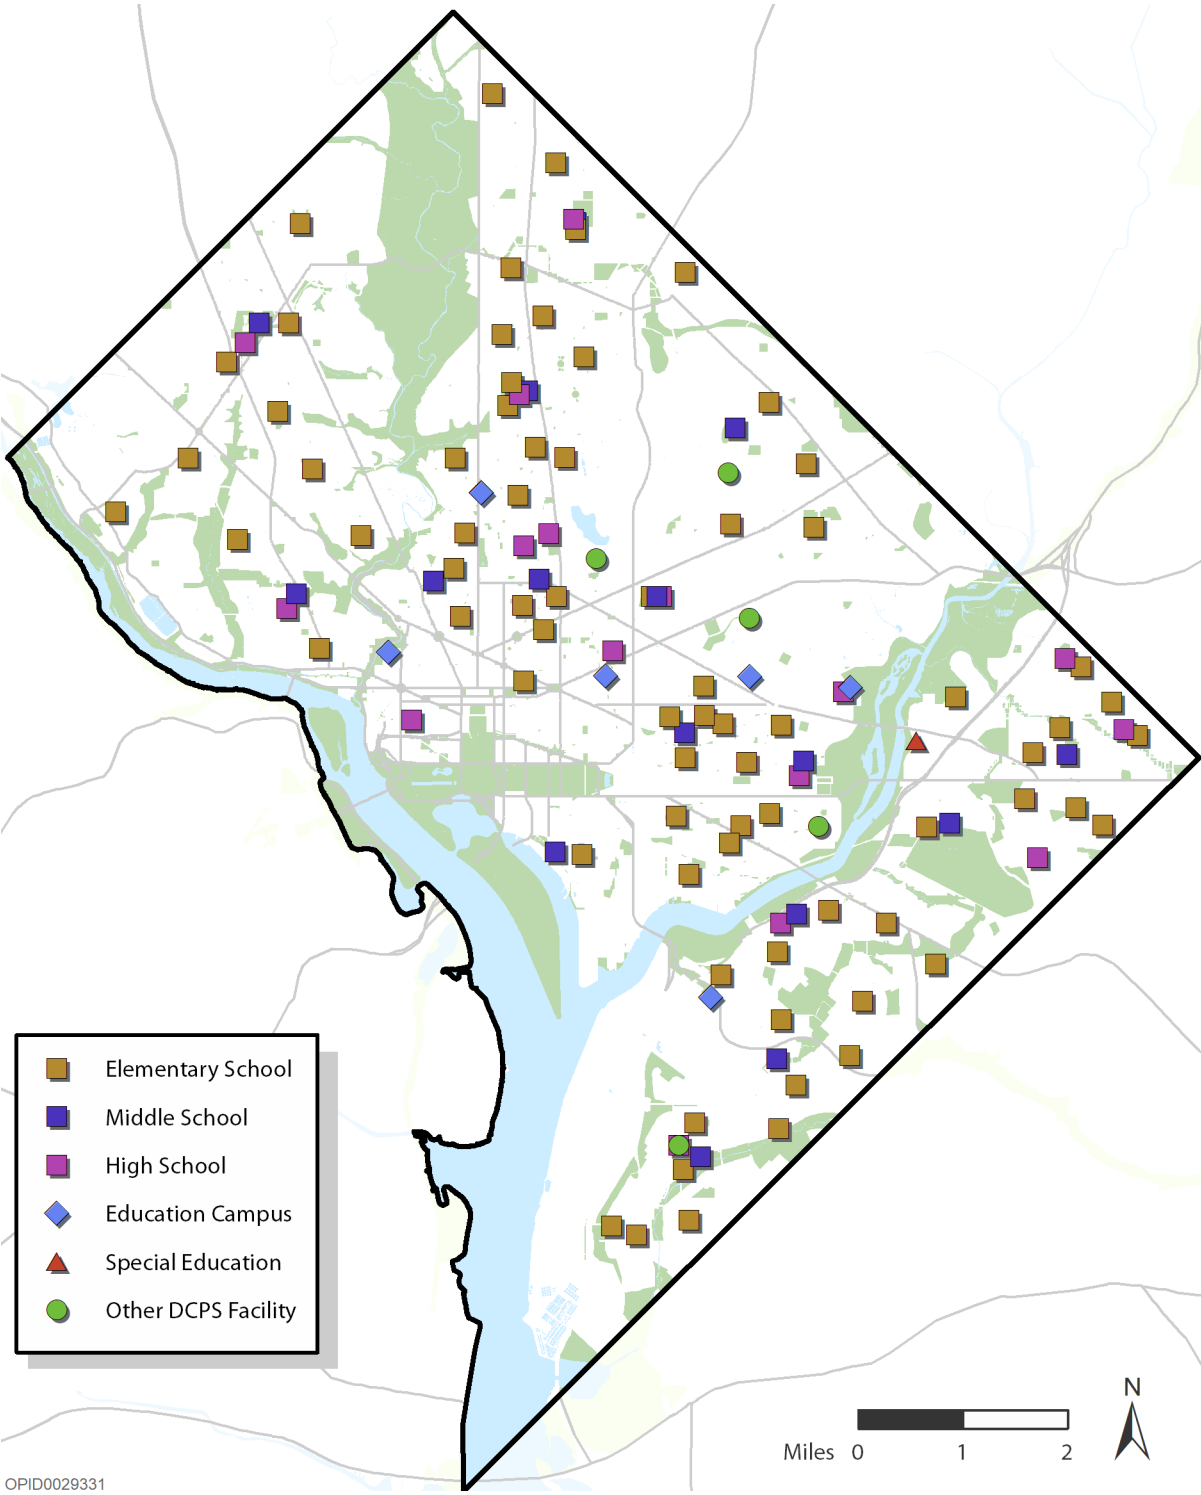 Elementary School
Middle School
High School
Education Campus
Special Education
Other DCPS Facility
N
Miles 0 1 2
OPID0029331